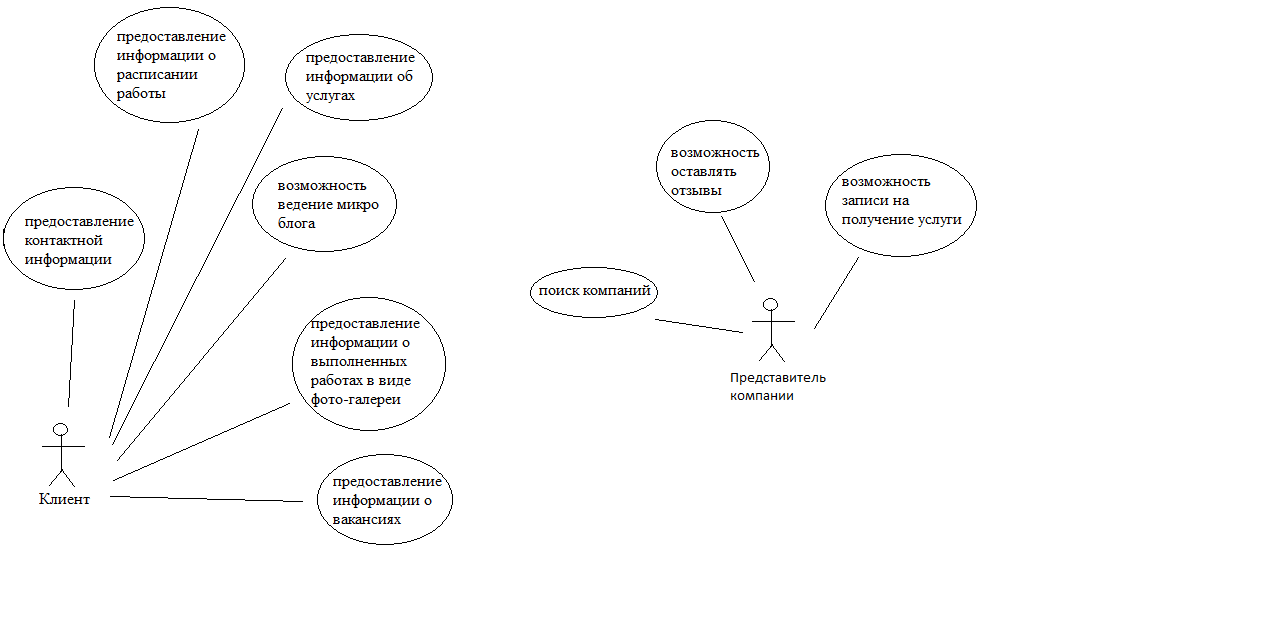 предоставление
информации о
расписании
работы
предоставление
информации об
услугах
возможность
ведение микро
блога
предоставление
контактной
информации
предоставление
информации о
выполненных
работах в виде
фото-галереи
предоставление
информации о
вакансиях
Клиент
возможность
оставлять
отзывы
возможность
записи на
получение услуги
поиск компаний
Представитель
компании